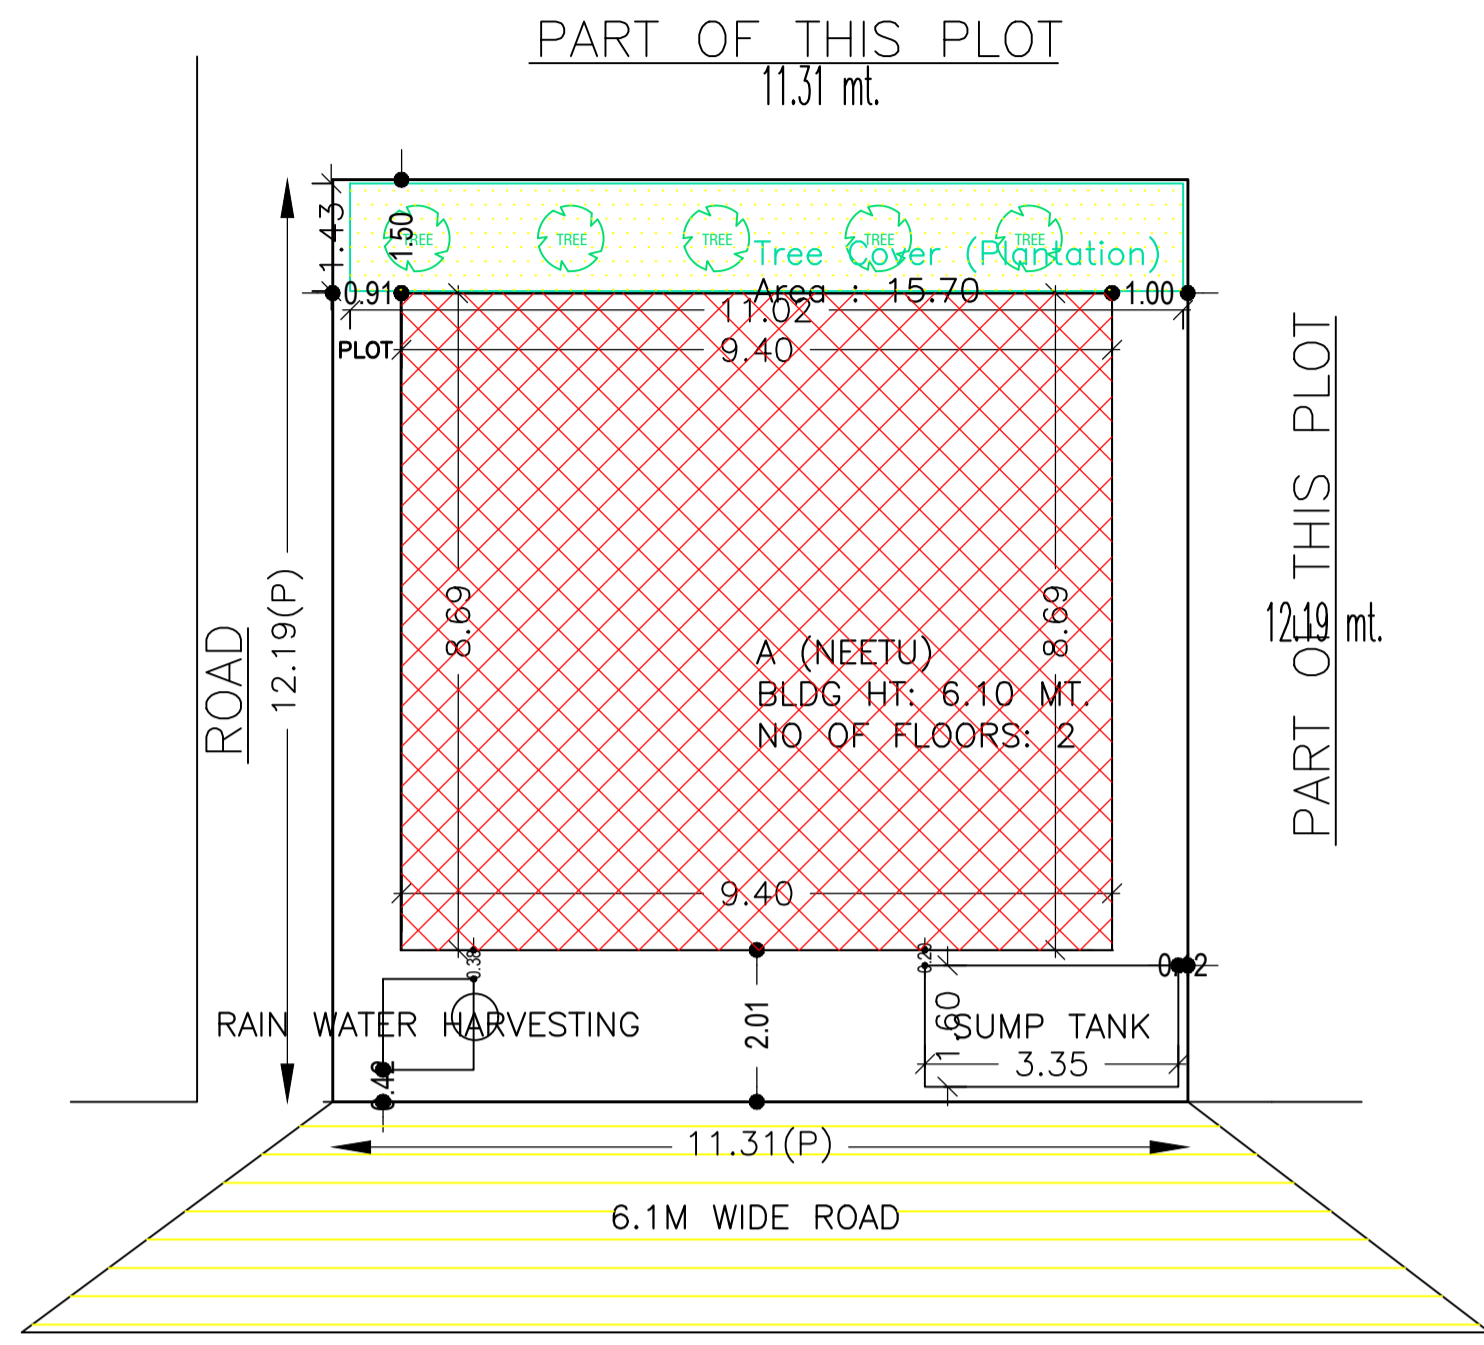 PART OF THIS PLOT
11.31 mt.
1.43
1.50
TREE
TREE
TREE
TREE
TREE
Tree Cover (Plantation)
Area : 15.70
0.91
1.00
11.02
PLOT
9.40
8.69
8.69
ROAD
12.19(P)
PART OF THIS PLOT
12.19 mt.
A (NEETU)
BLDG HT: 6.10 MT.
NO OF FLOORS: 2
9.40
0.38
0.20
RAIN WATER HARVESTING
2.01
1.60
SUMP TANK
3.35
0.42
11.31(P)
6.1M WIDE ROAD